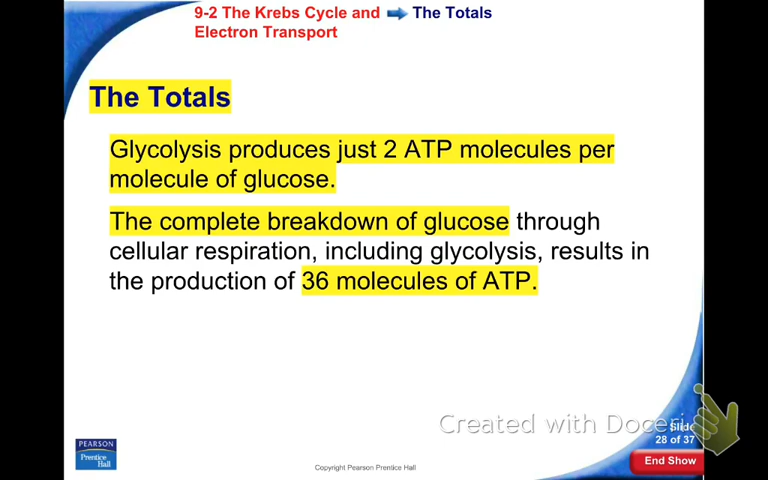 9-2 The Krebs Cycle and
Electron Transport
The Totals
The Totals
Glycolysis produces just 2 ATP molecules per
molecule of glucose.
The complete breakdown of glucose through
cellular respiration, including glycolysis, results in
the production of 36 molecules of ATP.
Created with Doceri
Slide
28 of 37
End Show
PEARSON
Prentice
Hall
Copyright Pearson Prentice Hall